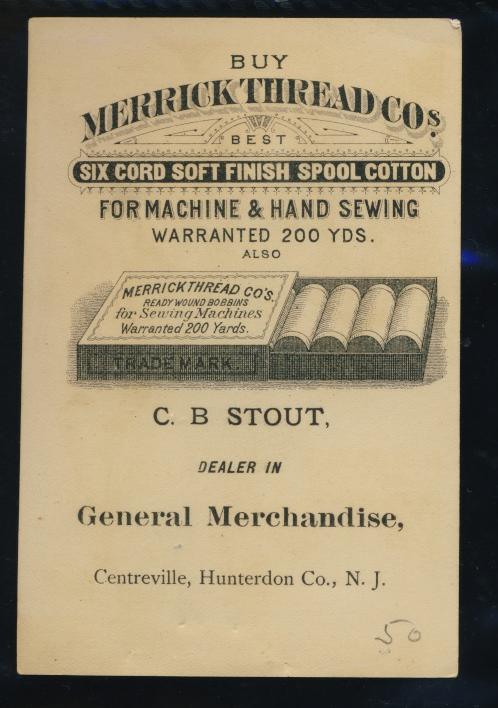 BUY
MERRICK THREAD COs.
BEST
SIX CORD SOFT FINISH SPOOL COTTON
FOR MACHINE & HAND SEWING
WARRANTED 200 YDS.
ALSO
MERRICK THREAD CO'S.
READY WOUND BOBBINS
for Sewing Machines
Warranted 200 Yards.
TRADE MARK.
C. B STOUT,
DEALER IN
General Merchandise,
Centreville, Hunterdon Co., N. J.
50